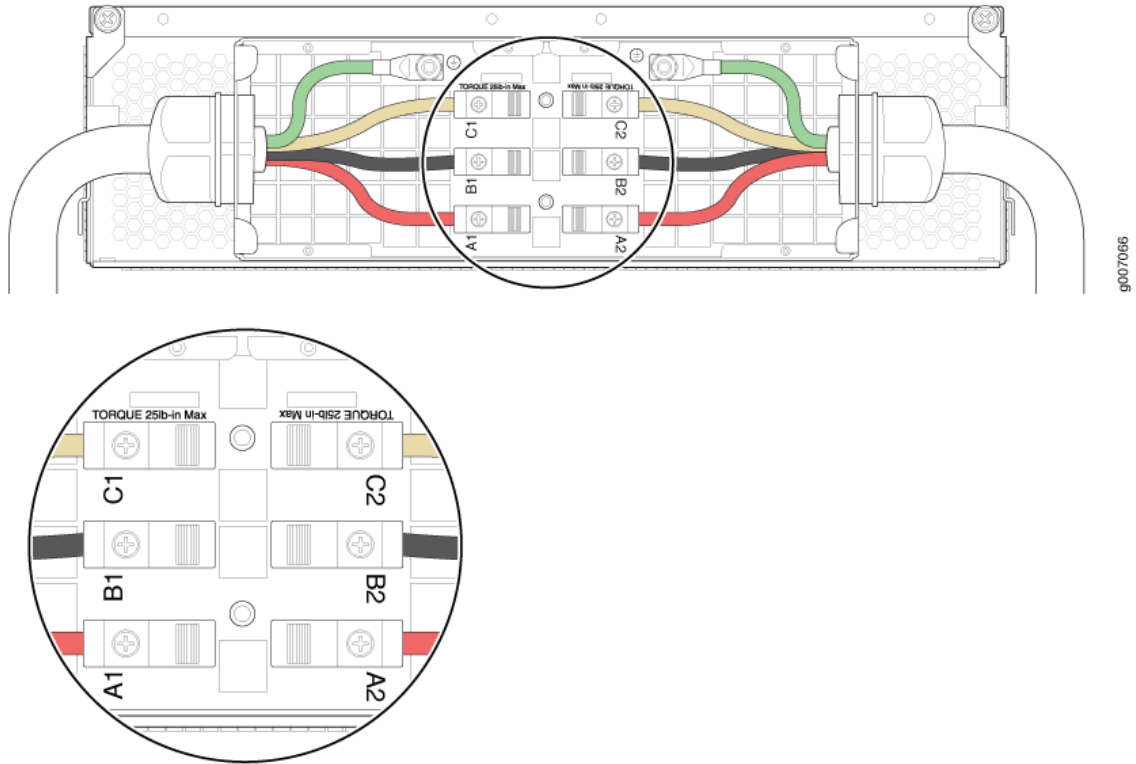 TORQUE 25lb-in Max
TORQUE 25lb-in Max
C1
C2
B1
B2
A1
A2
g007066
TORQUE 25lb-in Max
TORQUE 25lb-in Max
C1
C2
B1
B2
A1
A2